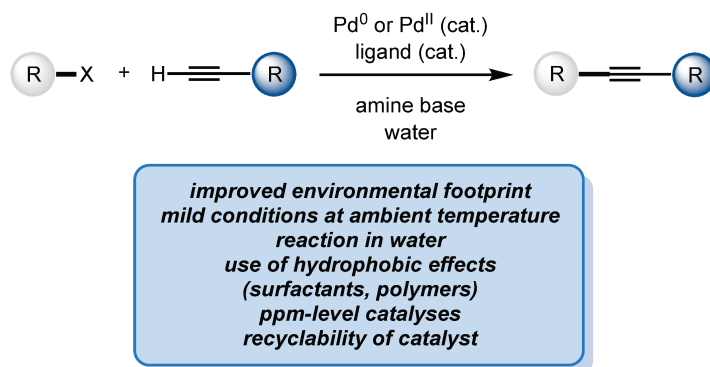 Pd⁰ or Pdᴵᴵ (cat.)
ligand (cat.)
R—X + H—≡—R R—≡—R
amine base
water
improved environmental footprint
mild conditions at ambient temperature
reaction in water
use of hydrophobic effects
(surfactants, polymers)
ppm-level catalyses
recyclability of catalyst